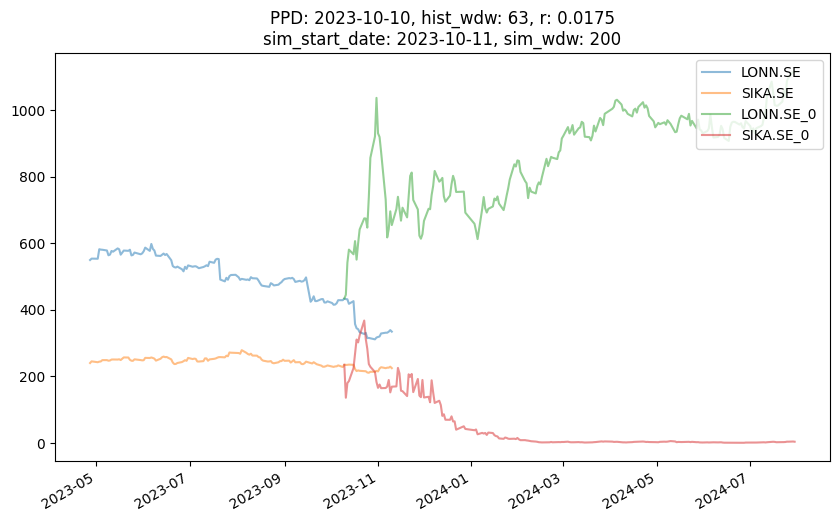 PPD: 2023-10-10, hist_wdw: 63, r: 0.0175
sim_start_date: 2023-10-11, sim_wdw: 200
LONN.SE
SIKA.SE
LONN.SE_0
SIKA.SE_0
1000
800
600
400
200
0
2023-05
2023-07
2023-09
2023-11
2024-01
2024-03
2024-05
2024-07